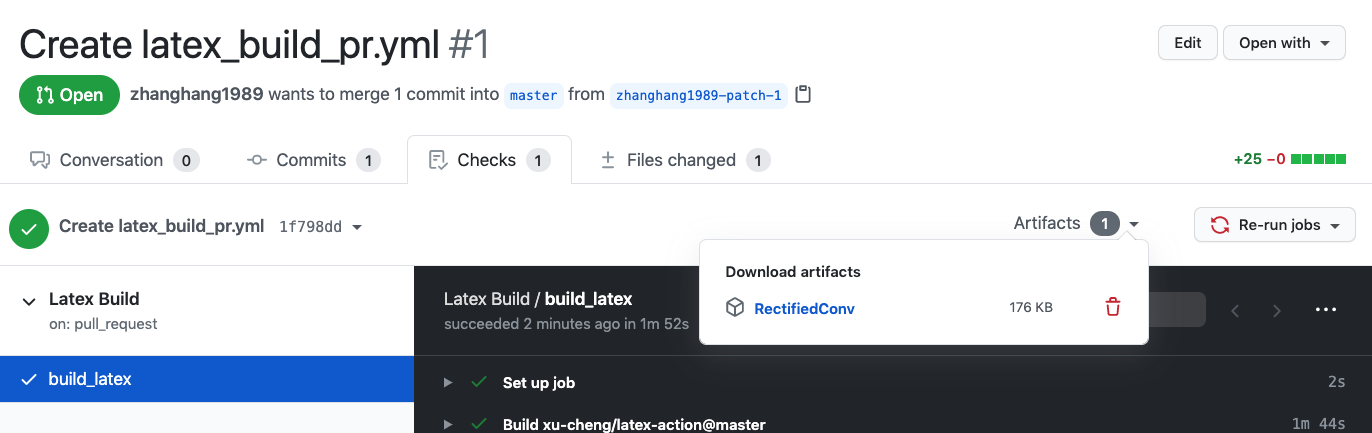 Create latex_build_pr.yml #1
Edit
Open with
Open
zhanghang1989 wants to merge 1 commit into master from zhanghang1989-patch-1
Conversation 0
Commits 1
Checks 1
Files changed 1
+25 −0
Create latex_build_pr.yml 1f798dd
Artifacts 1
Re-run jobs
Download artifacts
RectifiedConv 176 KB
Latex Build
on: pull_request
build_latex
Latex Build / build_latex
succeeded 2 minutes ago in 1m 52s
Set up job 2s
Build xu-cheng/latex-action@master 1m 44s